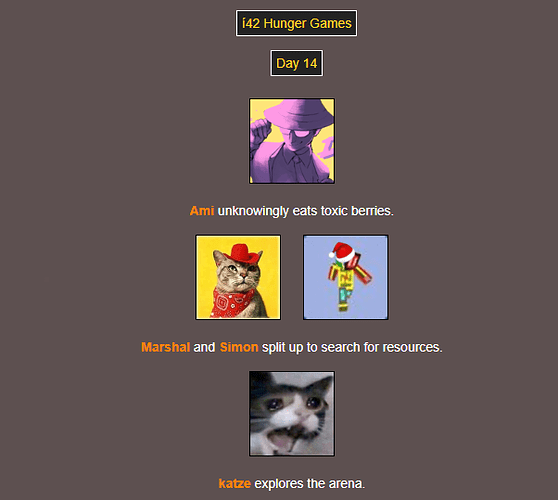 í42 Hunger Games
Day 14
Ami unknowingly eats toxic berries.
Marshal and Simon split up to search for resources.
katze explores the arena.